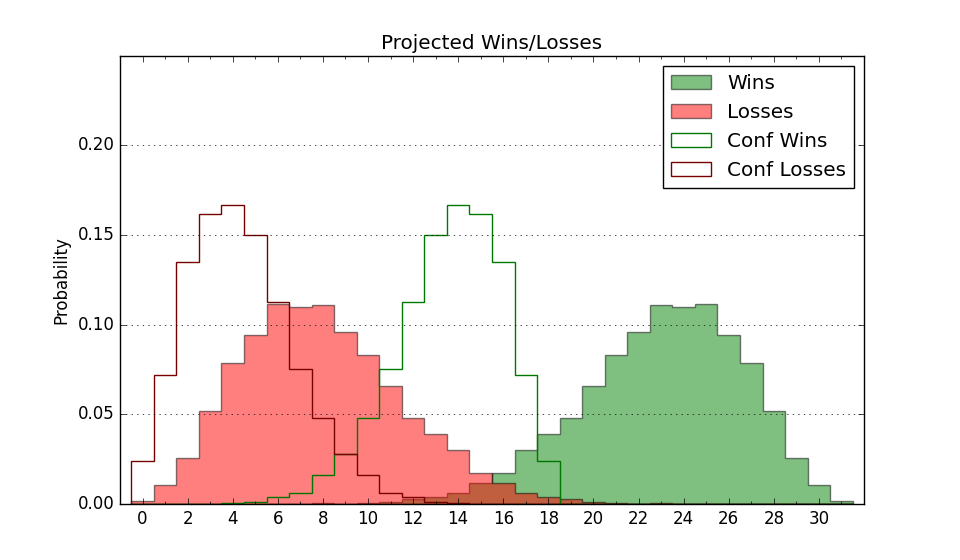 Projected Wins/Losses
Wins
Losses
Conf Wins
Conf Losses
Probability
0.20
0.15
0.10
0.05
0.00
0 2 4 6 8 10 12 14 16 18 20 22 24 26 28 30